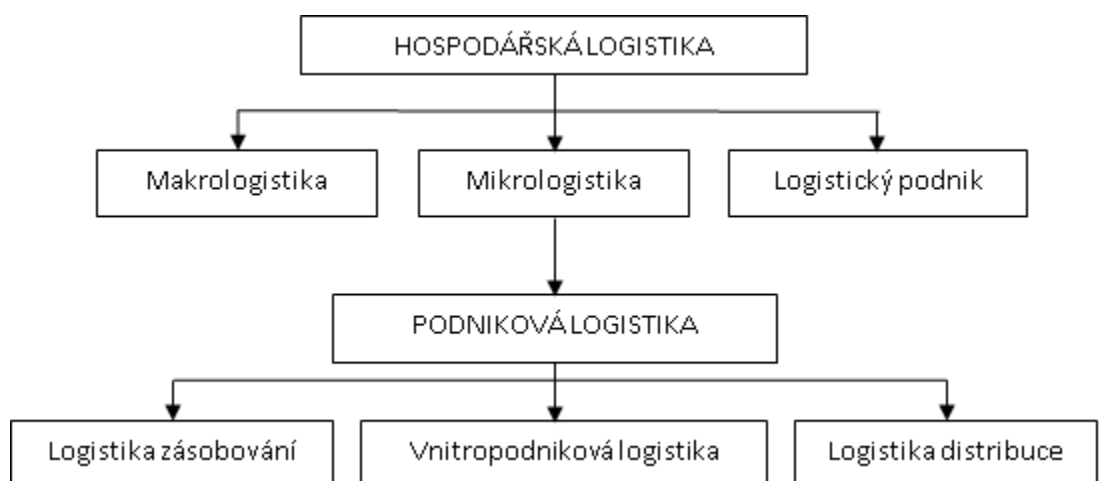 HOSPODÁŘSKÁ LOGISTIKA
Makrologistika
Mikrologistika
Logistický podnik
PODNIKOVÁ LOGISTIKA
Logistika zásobování
Vnitropodniková logistika
Logistika distribuce